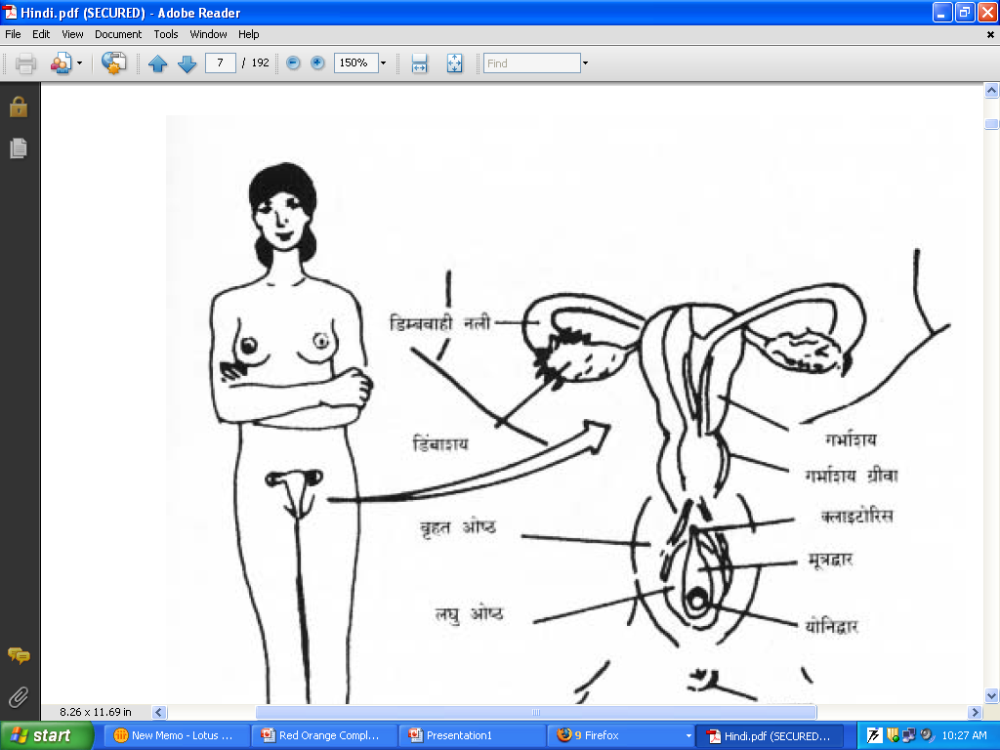 Hindi.pdf (SECURED) - Adobe Reader
File Edit View Document Tools Window Help
7 / 192 150% Find
डिम्बवाही नली
डिंबाशय
गर्भाशय
गर्भाशय ग्रीवा
क्लाइटोरिस
बृहत ओष्ठ
मूत्रद्वार
लघु ओष्ठ
योनिद्वार
8.26 x 11.69 in
start New Memo - Lotus ... Red Orange Compl... Presentation1 9 Firefox Hindi.pdf (SECURED... 10:27 AM